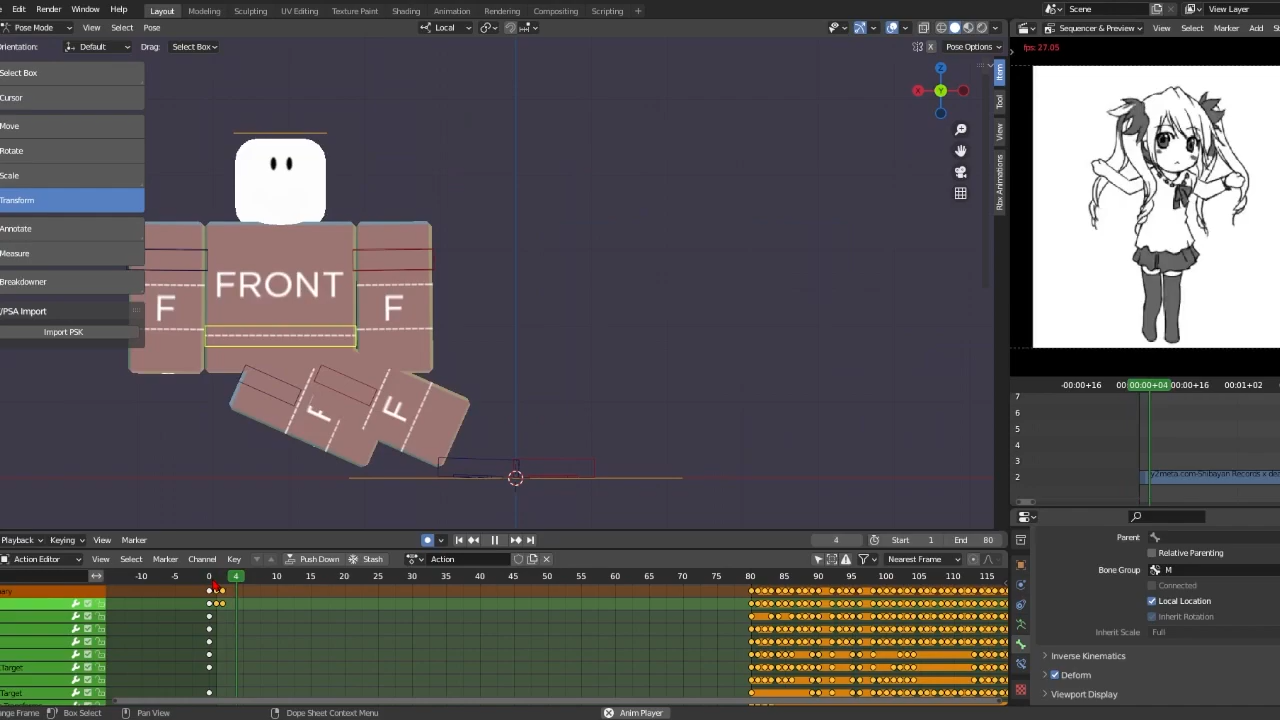 Edit Render Window Help Layout Modeling Sculpting UV Editing Texture Paint Shading Animation Rendering Compositing Scripting + Scene View Layer
Pose Mode View Select Pose Local Sequencer & Preview View Select Marker Add
Default Drag: Select Box X Pose Options
fps: 27.05
Select Box
Cursor
Move
Rotate
Scale
Transform
Annotate
Measure
Breakdowner
/PSA Import
Import PSK
Z
X Y
Item
Tool
View
Rbx Animations
FRONT
F
F
F
F
-00:00+16 00:00+04 00:00+16 00:01+02
7
6
5
4
3
2
Playback Keying View Marker 4 Start 1 End 80
Action Editor View Select Marker Channel Key Push Down Stash Action Nearest Frame
-10 -5 0 4 10 15 20 25 30 35 40 45 50 55 60 65 70 75 80 85 90 95 100 105 110 115
Target
Target
Parent
Relative Parenting
Bone Group M
Connected
Local Location
Inherit Rotation
Inherit Scale Full
Inverse Kinematics
Deform
Viewport Display
Box Select Pan View Dope Sheet Context Menu Anim Player